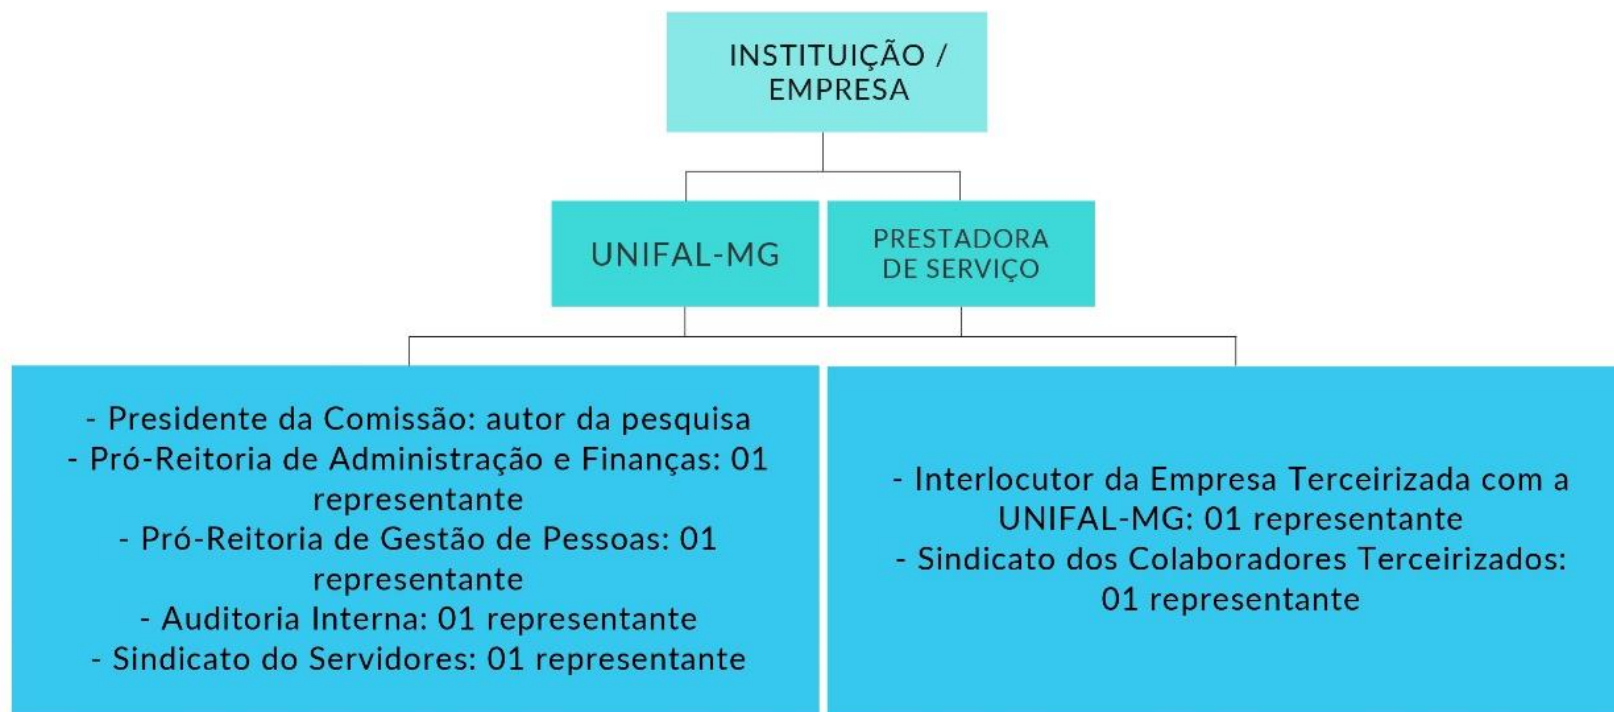 INSTITUIÇÃO /
EMPRESA
UNIFAL-MG
PRESTADORA
DE SERVIÇO
- Presidente da Comissão: autor da pesquisa
- Pró-Reitoria de Administração e Finanças: 01
representante
- Pró-Reitoria de Gestão de Pessoas: 01
representante
- Auditoria Interna: 01 representante
- Sindicato do Servidores: 01 representante
- Interlocutor da Empresa Terceirizada com a
UNIFAL-MG: 01 representante
- Sindicato dos Colaboradores Terceirizados:
01 representante